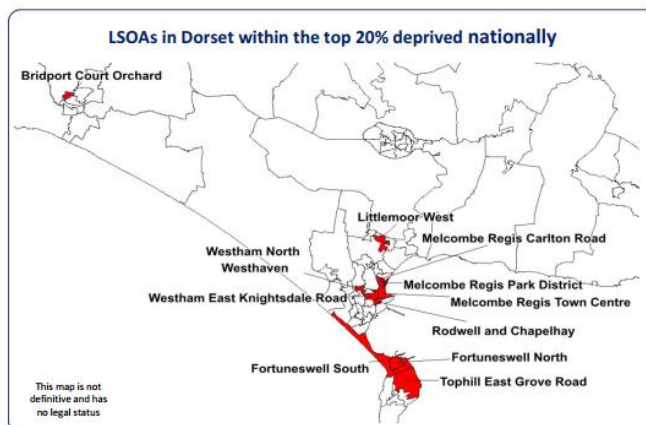 LSOAs in Dorset within the top 20% deprived nationally
Bridport Court Orchard
Littlemoor West
Melcombe Regis Carlton Road
Westham North
Westhaven
Melcombe Regis Park District
Westham East Knightsdale Road
Melcombe Regis Town Centre
Rodwell and Chapelhay
Fortuneswell North
Fortuneswell South
Tophill East Grove Road
This map is not
definitive and has
no legal status